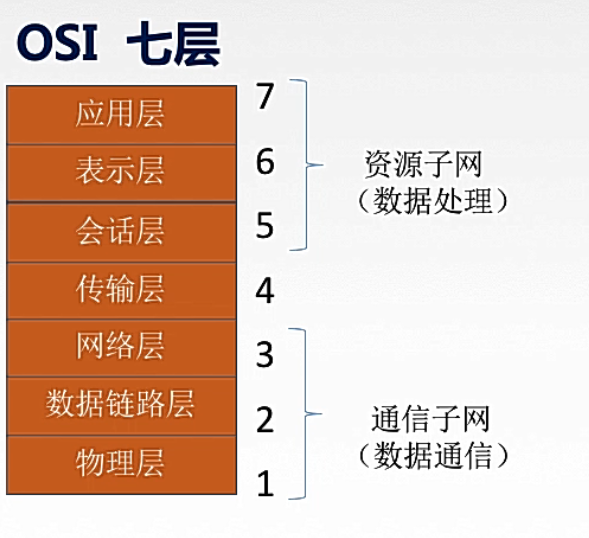 OSI 七层
应用层
7
表示层
6
会话层
5
传输层
4
网络层
3
数据链路层
2
物理层
1
资源子网
（数据处理）
通信子网
（数据通信）